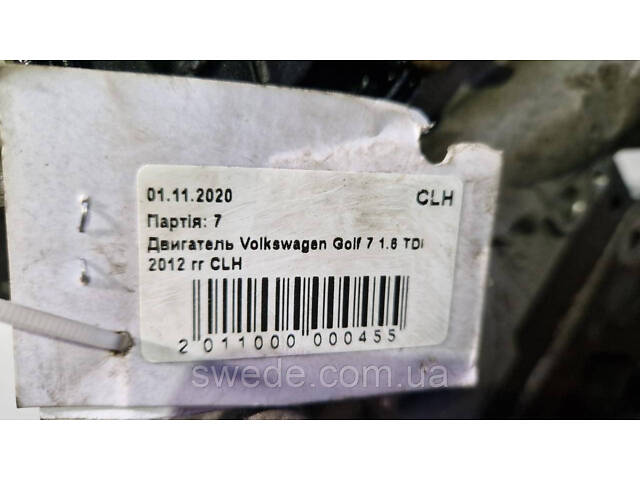 01.11.2020 CLH
Партія: 7
Двигатель Volkswagen Golf 7 1.6 TDI
2012 гг CLH
2 011000 000455
swede.com.ua